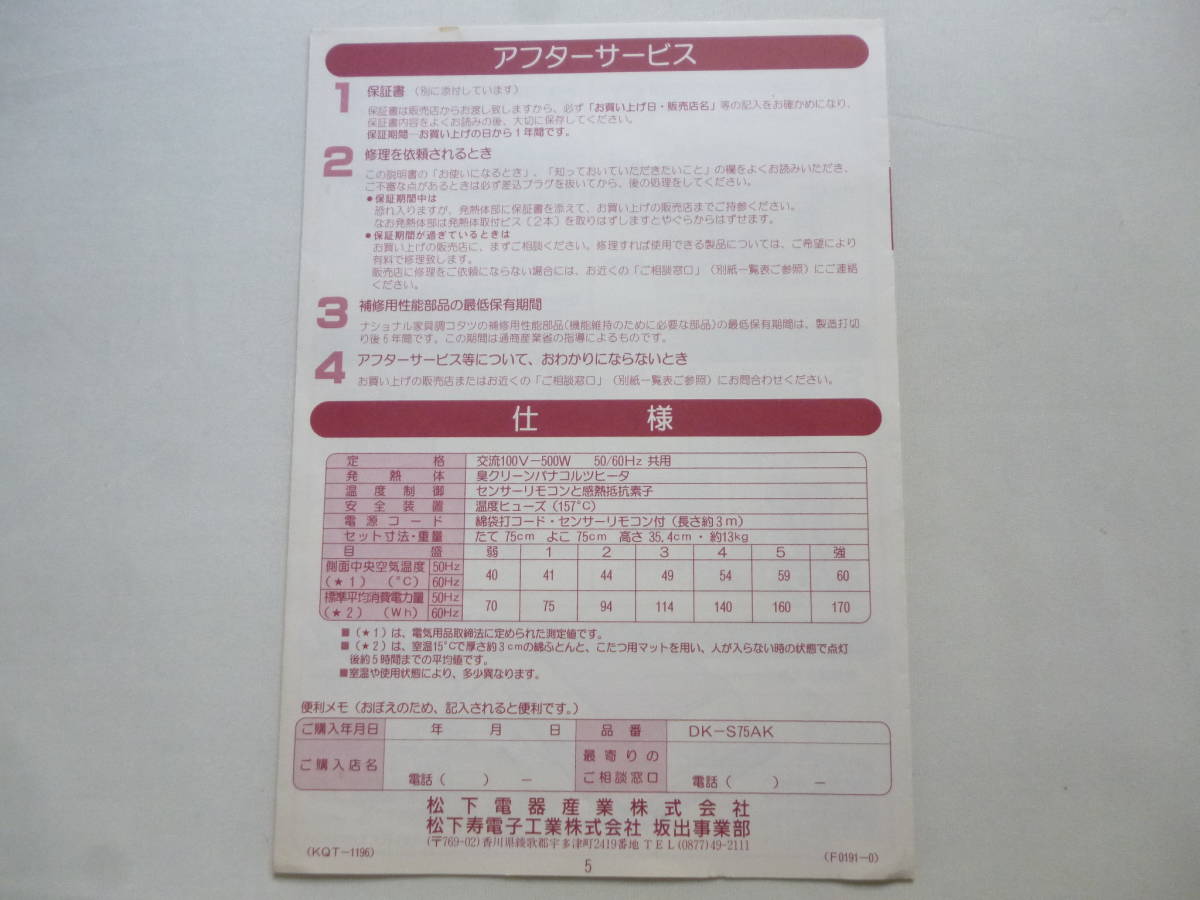 アフターサービス
1 保証書 (別に添付しています)
保証書は販売店からお渡し致しますから、必ず「お買い上げ日・販売店名」等の記入をお確かめになり、
保証書内容をよくお読みの後、大切に保存してください。
保証期間─お買い上げの日から1年間です。
2 修理を依頼されるとき
この説明書の「お使いになるとき」、「知っておいていただきたいこと」の欄をよくお読みいただき、
ご不審な点があるときは必ず差込プラグを抜いてから、後の処理をしてください。
●保証期間中は
恐れ入りますが、発熱体部に保証書を添えて、お買い上げの販売店までご持参ください。
なお発熱体部は発熱体取付ビス〔2本〕を取りはずしますとやぐらからはずせます。
●保証期間が過ぎているときは
お買い上げの販売店に、まずご相談ください。修理すれば使用できる製品については、ご希望により
有料で修理致します。
販売店に修理をご依頼にならない場合には、お近くの「ご相談窓口」(別紙一覧表ご参照)にご連絡
ください。
3 補修用性能部品の最低保有期間
ナショナル家具調コタツの補修用性能部品(機能維持のために必要な部品)の最低保有期間は、製造打切
り後6年間です。この期間は通商産業省の指導によるものです。
4 アフターサービス等について、おわかりにならないとき
お買い上げの販売店またはお近くの「ご相談窓口」(別紙一覧表ご参照)にお問合わせください。
仕様
定格 交流100V−500W 50/60Hz 共用
発熱体 臭クリーンパナコルツヒータ
温度制御 センサーリモコンと感熱抵抗素子
安全装置 温度ヒューズ(157℃)
電源コード 綿袋打コード・センサーリモコン付(長さ約3m)
セット寸法・重量 たて 75cm よこ 75cm 高さ 35.4cm・約13kg
目盛 弱 1 2 3 4 5 強
側面中央空気温度 50Hz
(★1) (℃) 60Hz 40 41 44 49 54 59 60
標準平均消費電力量 50Hz
(★2) (Wh) 60Hz 70 75 94 114 140 160 170
■(★1)は、電気用品取締法に定められた測定値です。
■(★2)は、室温15℃で厚さ約3cmの綿ふとんと、こたつ用マットを用い、人が入らない時の状態で点灯
後約5時間までの平均値です。
■室温や使用状態により、多少異なります。
便利メモ(おぼえのため、記入されると便利です。)
ご購入年月日 年 月 日 品番 DK−S75AK
ご購入店名 電話( ) − 最寄りの
ご相談窓口 電話( ) −
松下電器産業株式会社
松下寿電子工業株式会社 坂出事業部
(〒769-02)香川県綾歌郡宇多津町2419番地 TEL(0877)49-2111
(KQT−1196)
5
(F0191−0)